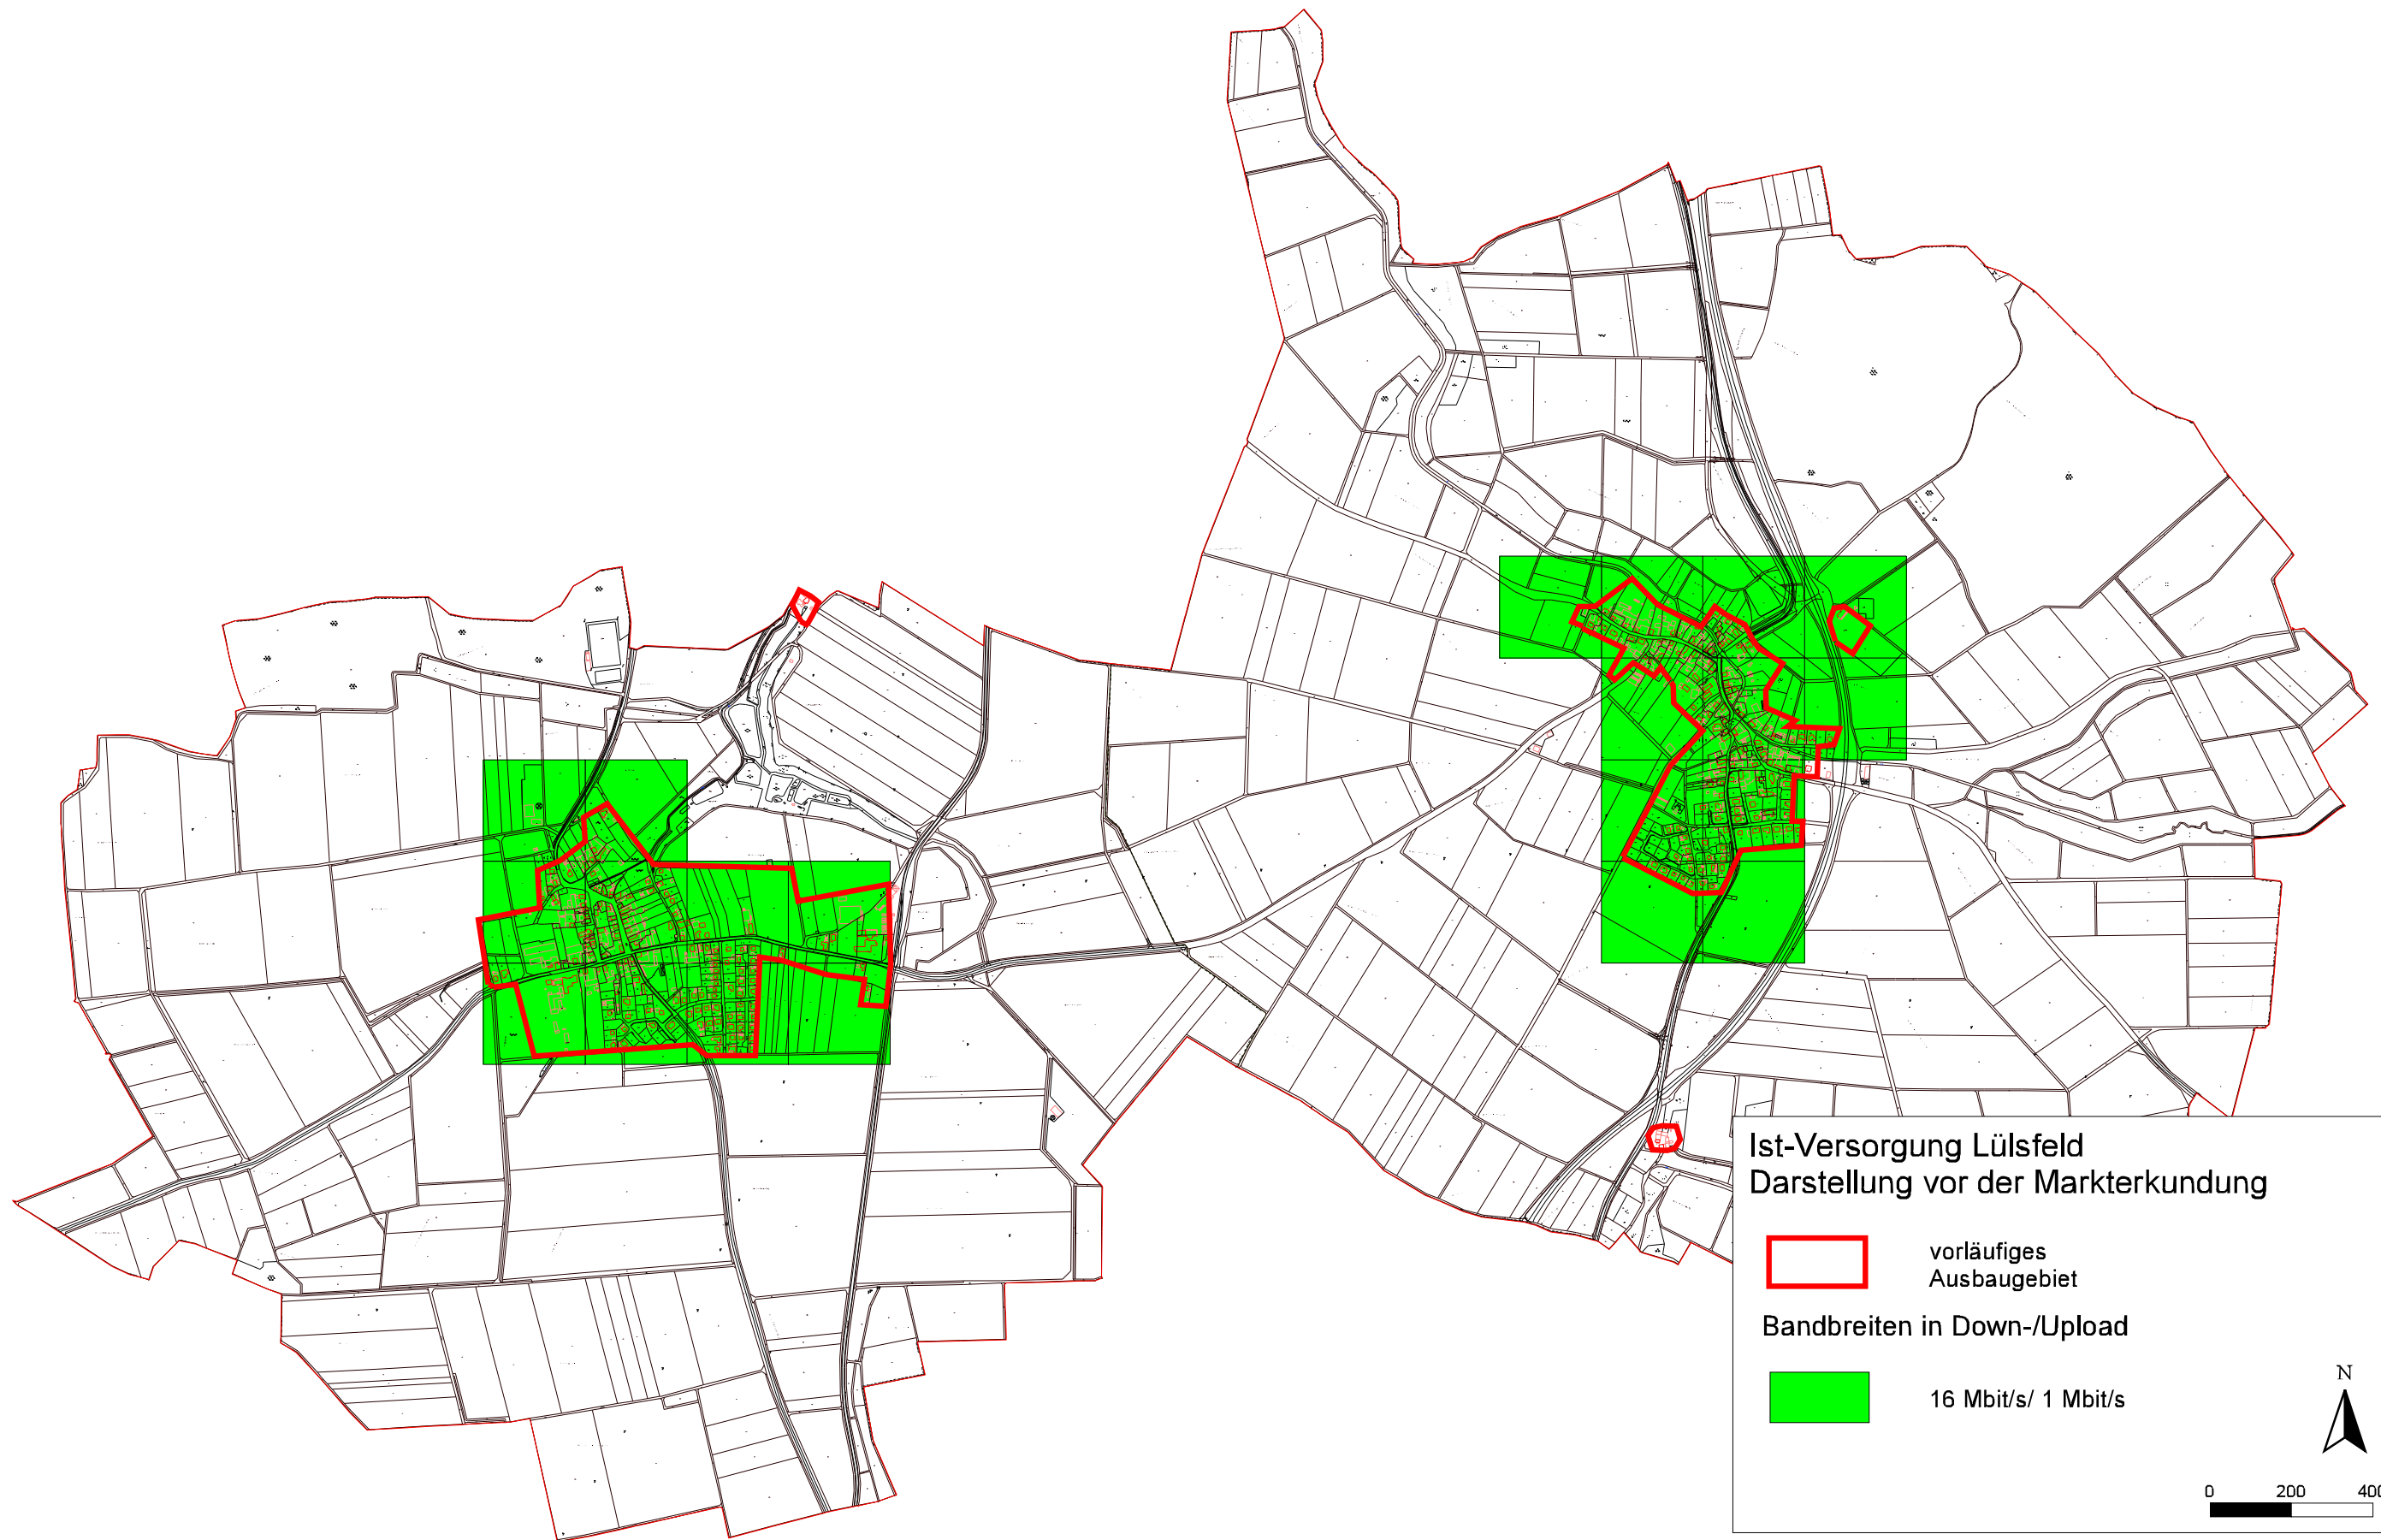 Ist-Versorgung Lülsfeld
Darstellung vor der Markterkundung
vorläufiges
Ausbaugebiet
Bandbreiten in Down-/Upload
16 Mbit/s/ 1 Mbit/s
N
0 200 400